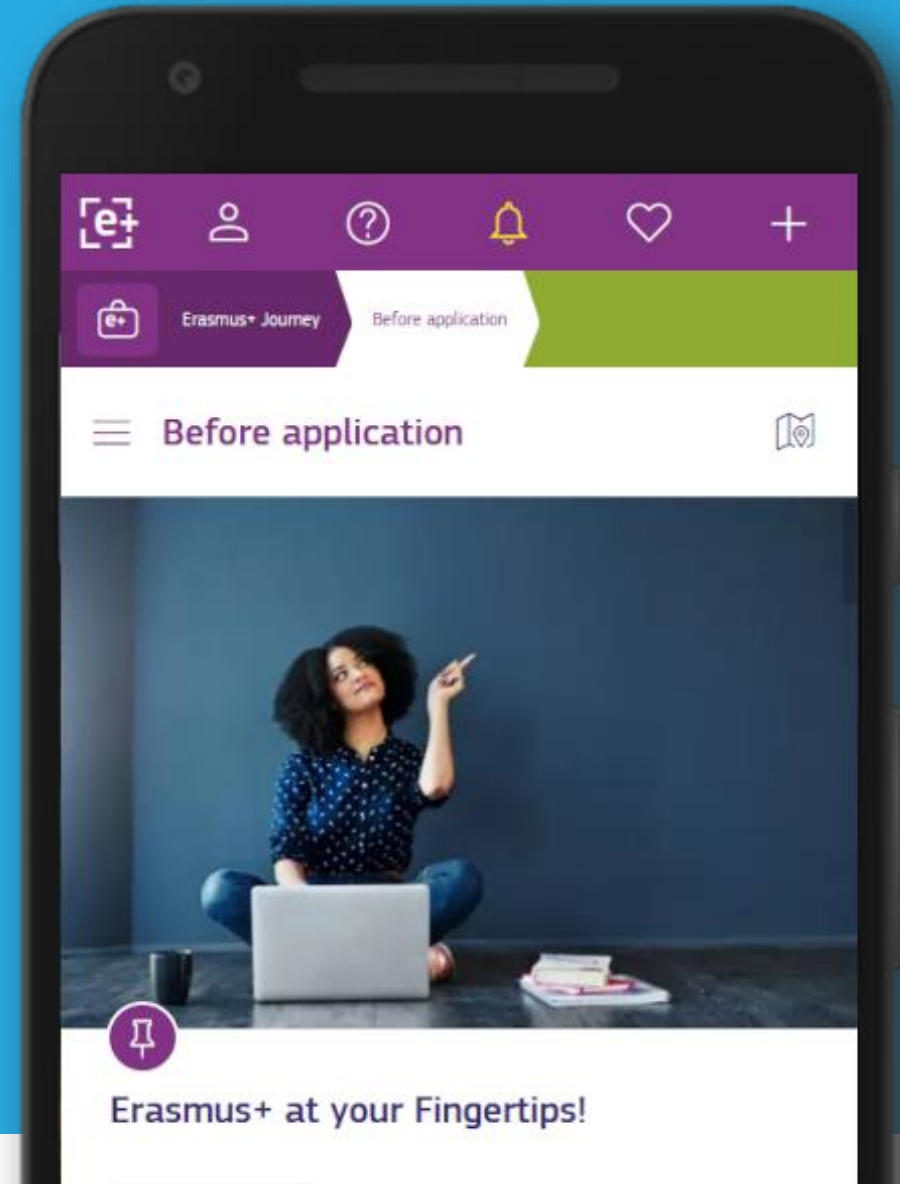 e+
e+
Erasmus+ Journey
Before application
Before application
Erasmus+ at your Fingertips!